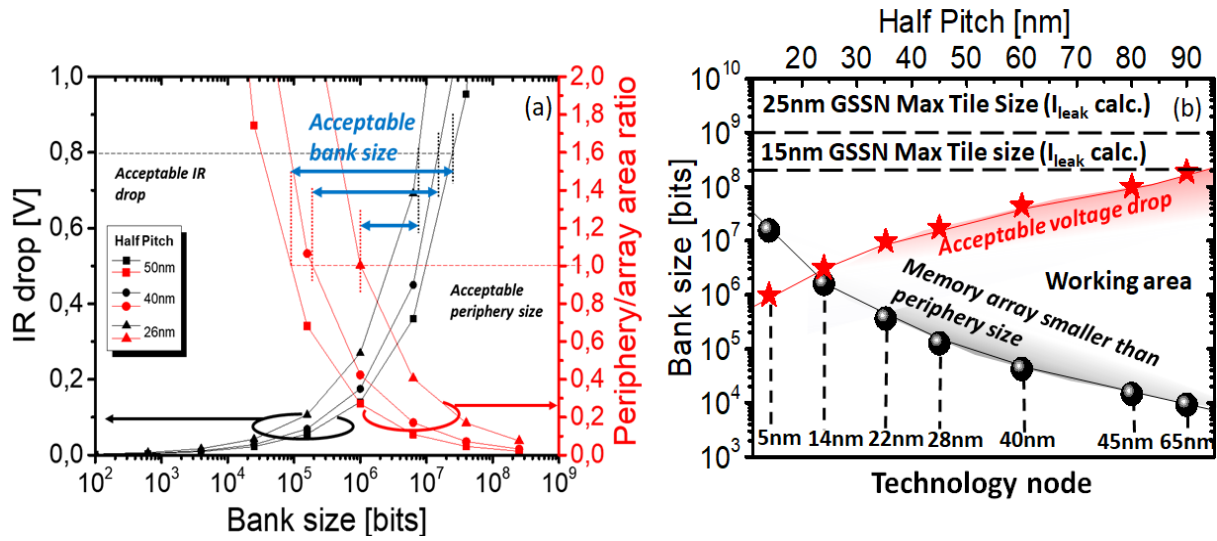 (a)
1,0
0,8
0,6
0,4
0,2
0,0
IR drop [V]
2,0
1,8
1,6
1,4
1,2
1,0
0,8
0,6
0,4
0,2
0,0
Periphery/array area ratio
Acceptable
bank size
Acceptable IR
drop
Half Pitch
50nm
40nm
26nm
Acceptable
periphery size
10² 10³ 10⁴ 10⁵ 10⁶ 10⁷ 10⁸ 10⁹
Bank size [bits]
Half Pitch [nm]
20 30 40 50 60 70 80 90
10¹⁰
10⁹
10⁸
10⁷
10⁶
10⁵
10⁴
10³
Bank size [bits]
25nm GSSN Max Tile Size (Ileak calc.)
(b)
15nm GSSN Max Tile size (Ileak calc.)
Acceptable voltage drop
Working area
Memory array smaller than
periphery size
5nm 14nm 22nm 28nm 40nm 45nm 65nm
Technology node